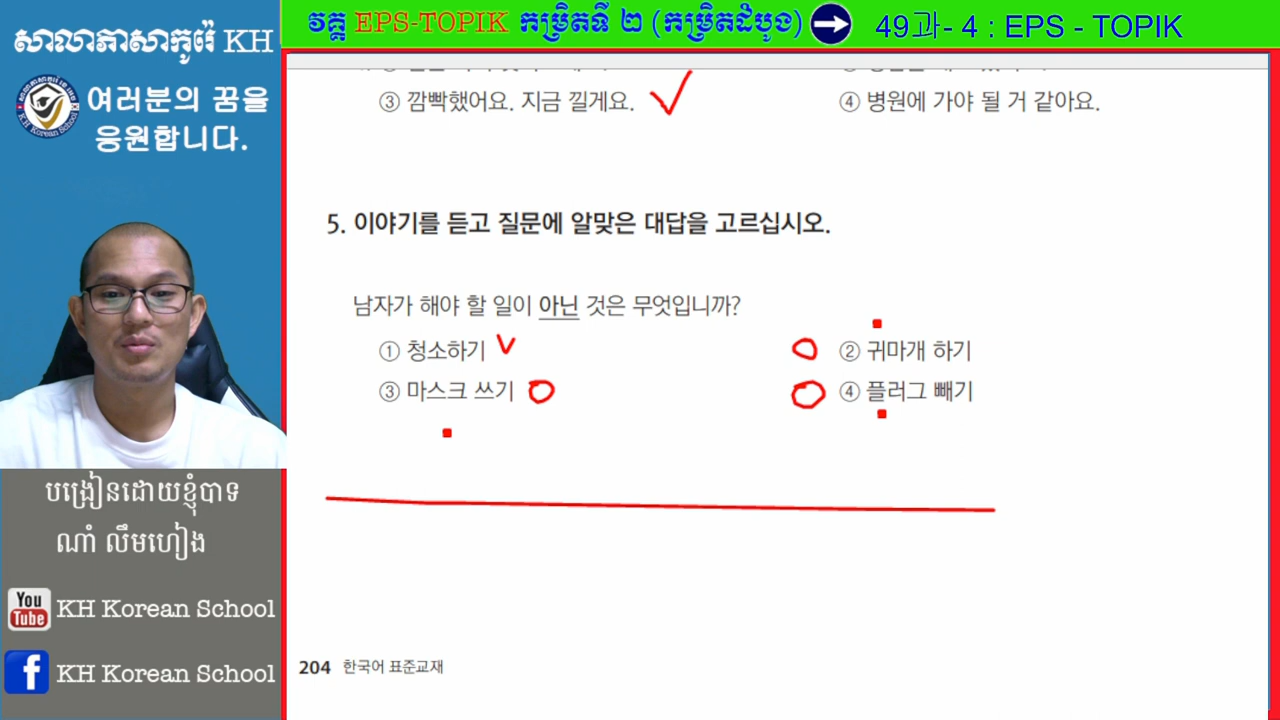 សាលាភាសាកូរ៉េ KH
여러분의 꿈을
응원합니다.
KH Korean School
វគ្គ EPS-TOPIK កម្រិតទី ២ (កម្រិតដំបូង)
49과- 4 : EPS - TOPIK
③ 깜빡했어요. 지금 낄게요.
④ 병원에 가야 될 거 같아요.
5. 이야기를 듣고 질문에 알맞은 대답을 고르십시오.
남자가 해야 할 일이 아닌 것은 무엇입니까?
① 청소하기
② 귀마개 하기
③ 마스크 쓰기
④ 플러그 빼기
204 한국어 표준교재
បង្រៀនដោយខ្ញុំបាទ
ណាំ លឹមហៀង
You Tube KH Korean School
f KH Korean School